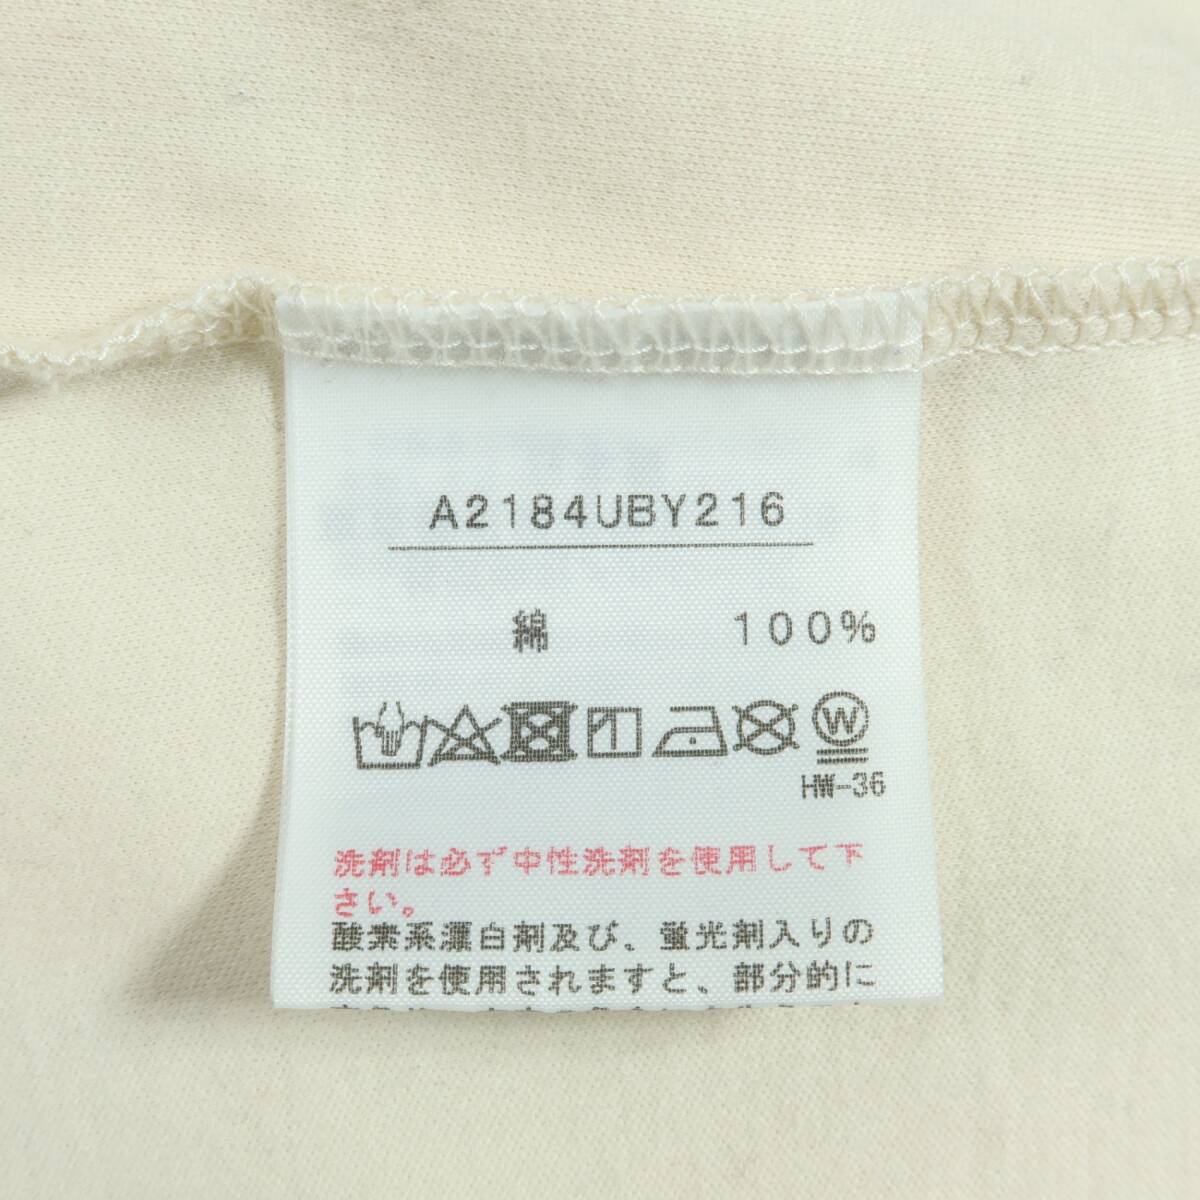 A2184UBY216
綿 100%
W
HW-36
洗剤は必ず中性洗剤を使用して下
さい。
酸素系漂白剤及び、蛍光剤入りの
洗剤を使用されますと、部分的に